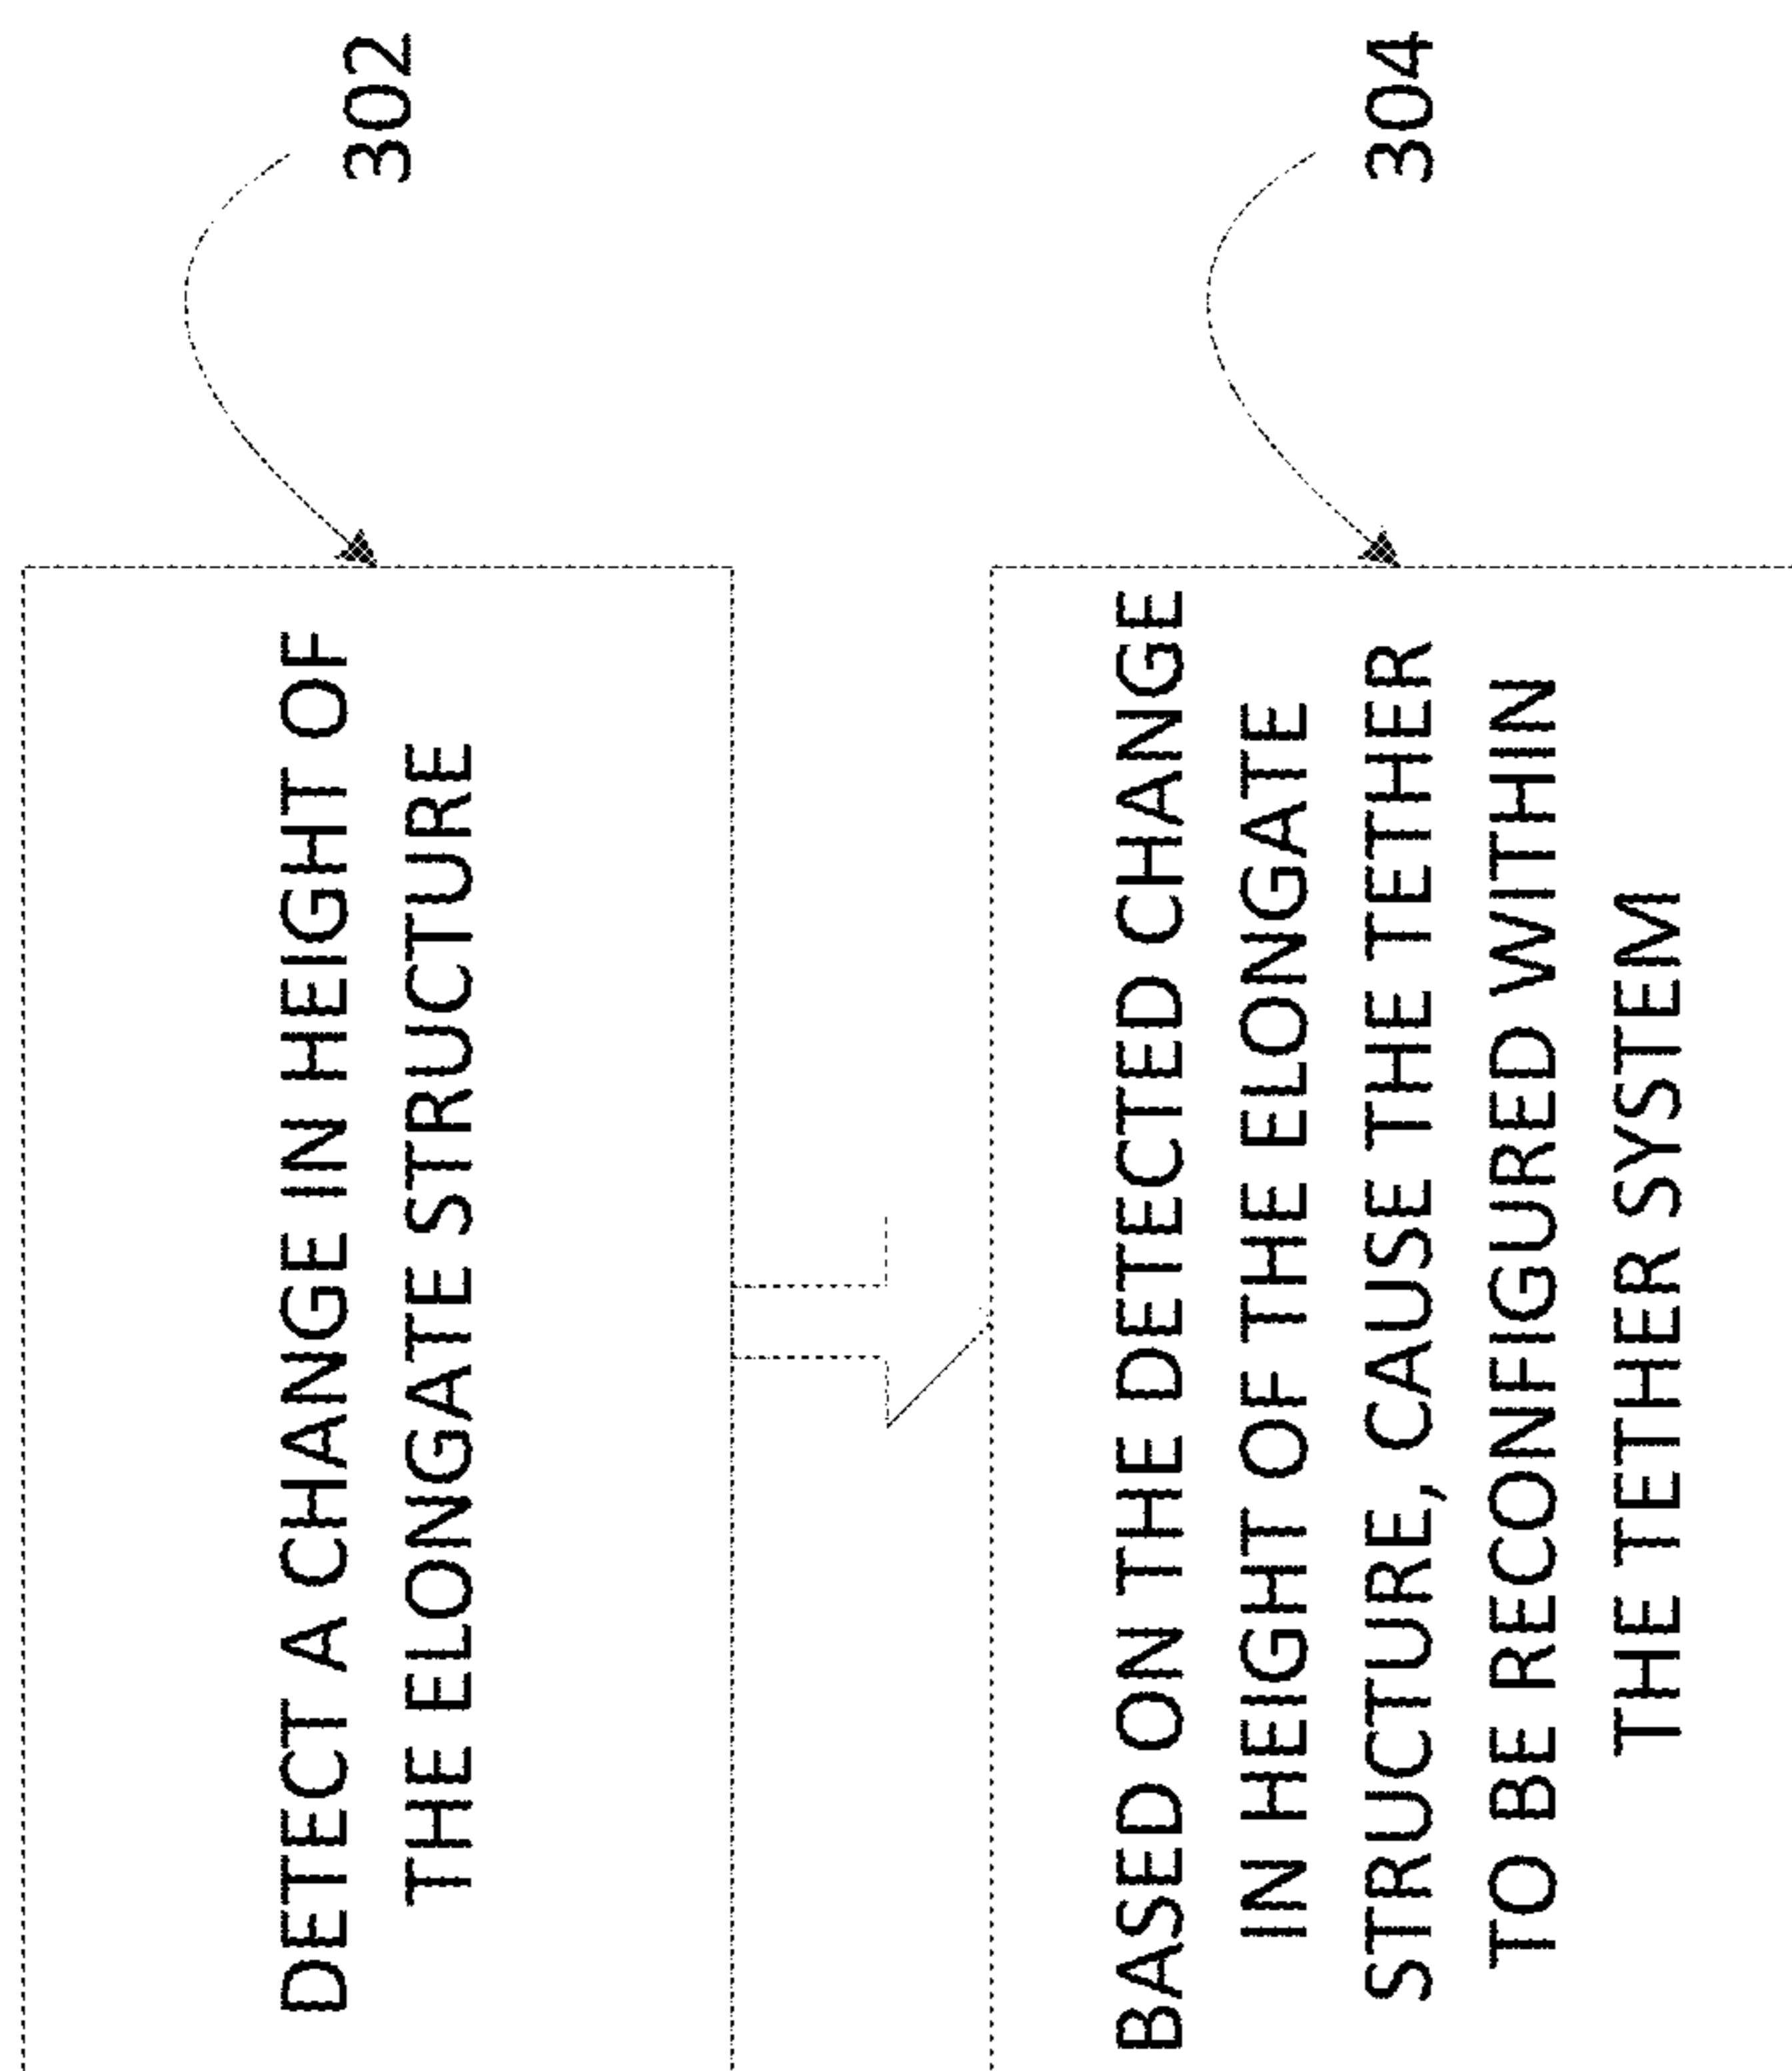 DETECT A CHANGE IN HEIGHT OF
THE ELONGATE STRUCTURE
302
BASED ON THE DETECTED CHANGE
IN HEIGHT OF THE ELONGATE
STRUCTURE, CAUSE THE TETHER
TO BE RECONFIGURED WITHIN
THE TETHER SYSTEM
304